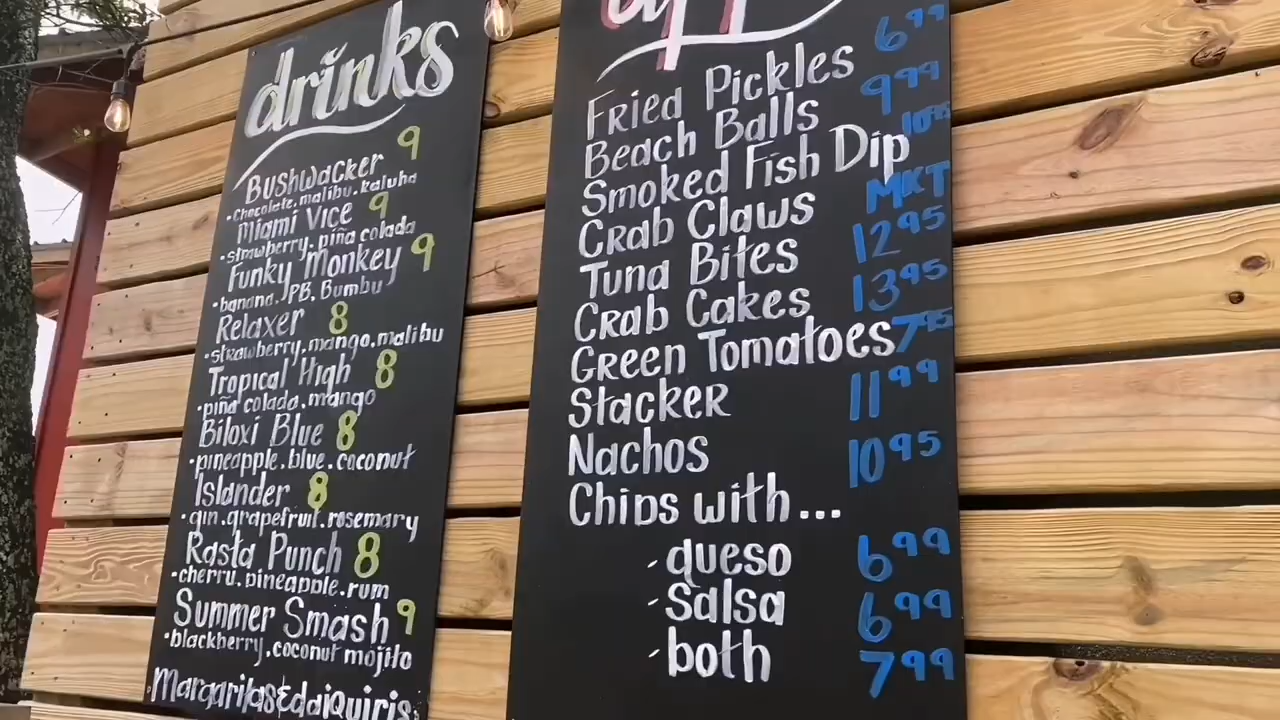 drinks
Bushwacker 9
• chocolate, malibu, kaluha
Miami Vice 9
• strawberry, piña colada
Funky Monkey 9
• banana, PB, Bumbu
Relaxer 8
• strawberry, mango, malibu
Tropical High 8
• piña colada, mango
Biloxi Blue 8
• pineapple, blue, coconut
Islander 8
• gin, grapefruit, rosemary
Rasta Punch 8
• cherry, pineapple, rum
Summer Smash 9
• blackberry, coconut mojito
Margaritas & daiquiris
Fried Pickles 6.99
Beach Balls 9.99
Smoked Fish Dip 10.95
Crab Claws MKT
Tuna Bites 12.95
Crab Cakes 13.95
Green Tomatoes 7.95
Stacker 11.99
Nachos 10.95
Chips with...
- queso 6.99
- salsa 6.99
- both 7.99